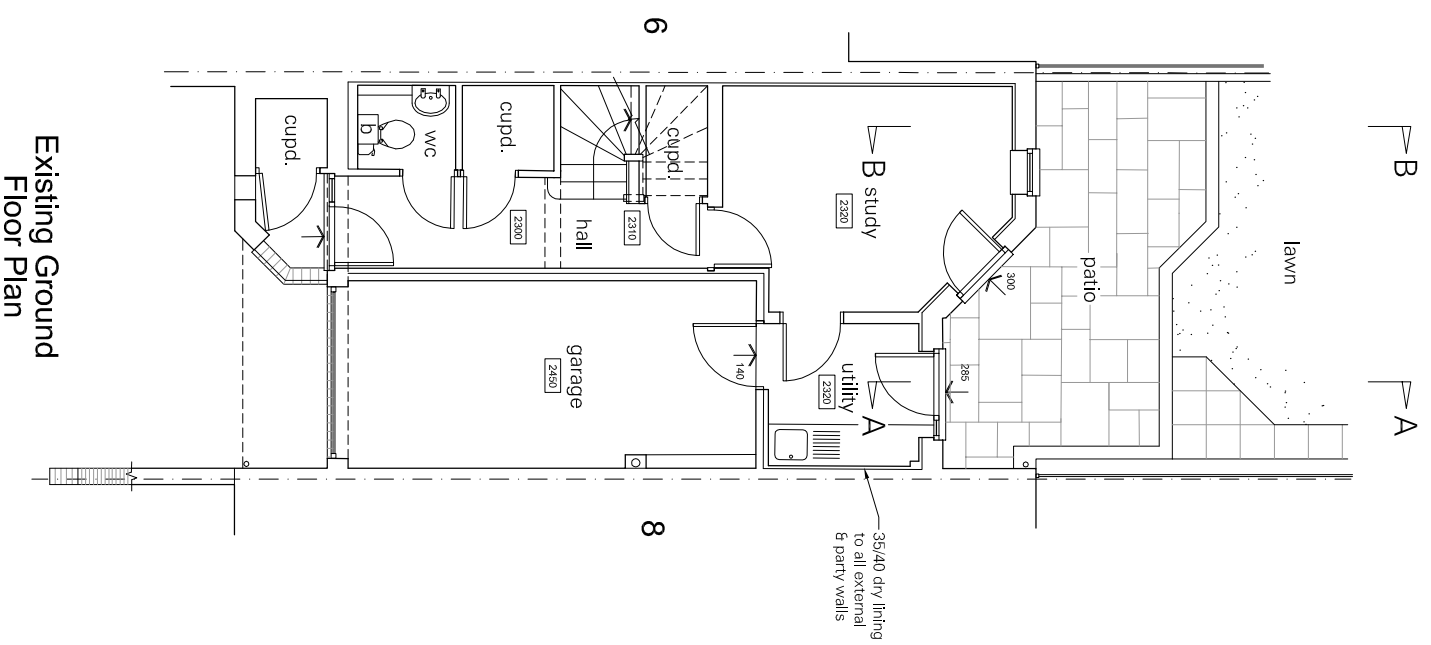 B
A
lawn
patio
300
285
B
A
study
2320
utility
2320
35/40 dry lining
to all external
& party walls
140
cupd.
6
8
2310
hall
garage
2450
cupd.
2300
wc
b
cupd.
Existing Ground
Floor Plan